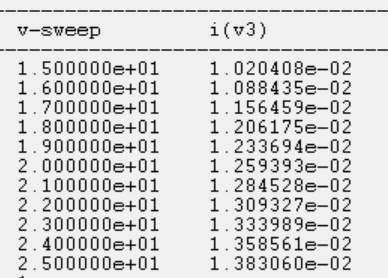 v-sweep i(v3)
1.500000e+01 1.020408e-02
1.600000e+01 1.088435e-02
1.700000e+01 1.156459e-02
1.800000e+01 1.206175e-02
1.900000e+01 1.233694e-02
2.000000e+01 1.259393e-02
2.100000e+01 1.284528e-02
2.200000e+01 1.309327e-02
2.300000e+01 1.333989e-02
2.400000e+01 1.358561e-02
2.500000e+01 1.383060e-02